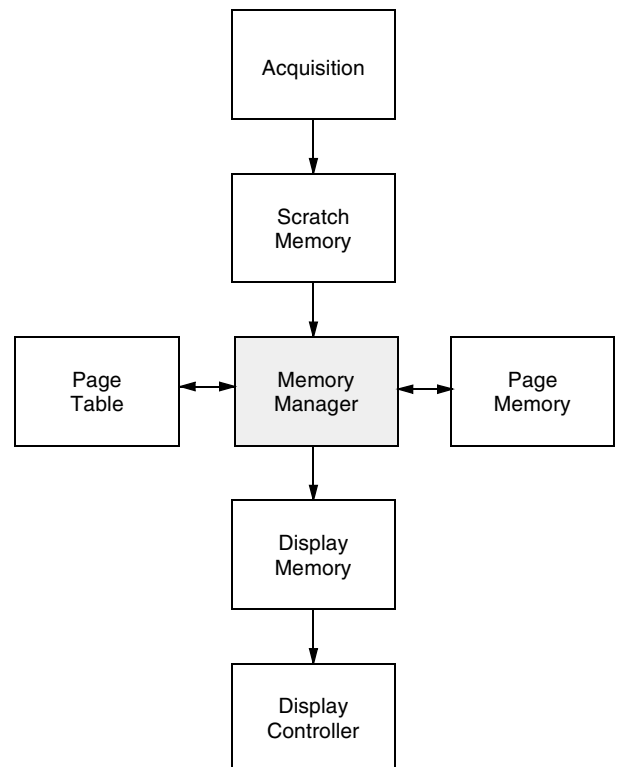 Acquisition
Scratch
Memory
Page
Table
Memory
Manager
Page
Memory
Display
Memory
Display
Controller